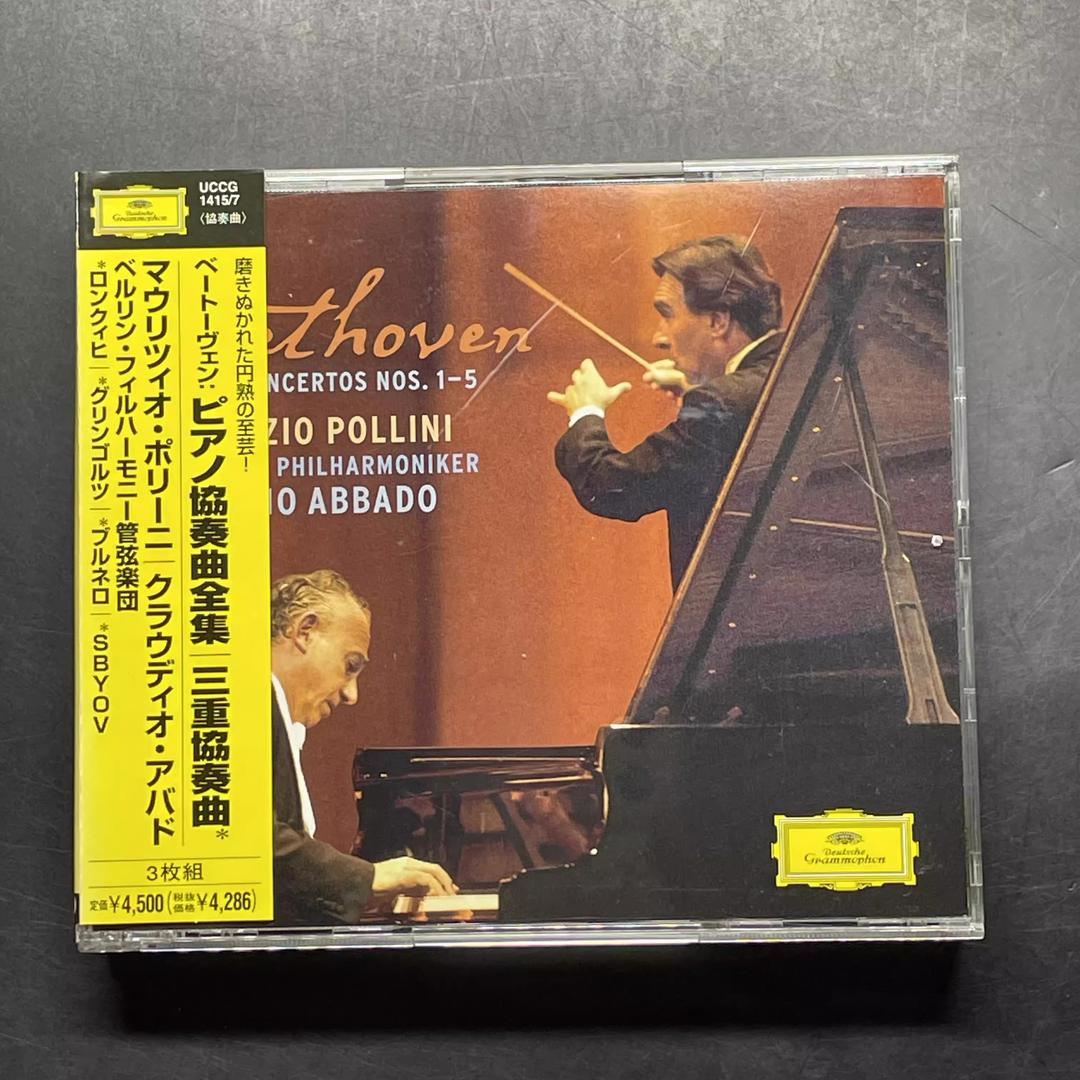 Deutsche
Grammophon
UCCG
1415/7
〈協奏曲〉
磨きぬかれた円熟の至芸!
ベートーヴェン:ピアノ協奏曲全集|三重協奏曲*
マウリツィオ・ポリーニ|クラウディオ・アバド
ベルリン・フィルハーモニー管弦楽団
*ロンクィヒ|*グリンゴルツ|*ブルネロ|*SBYOV
3枚組
定価¥4,500(税抜価格¥4,286)
ethoven
NCERTOS NOS. 1–5
ZIO POLLINI
PHILHARMONIKER
IO ABBADO
Deutsche
Grammophon